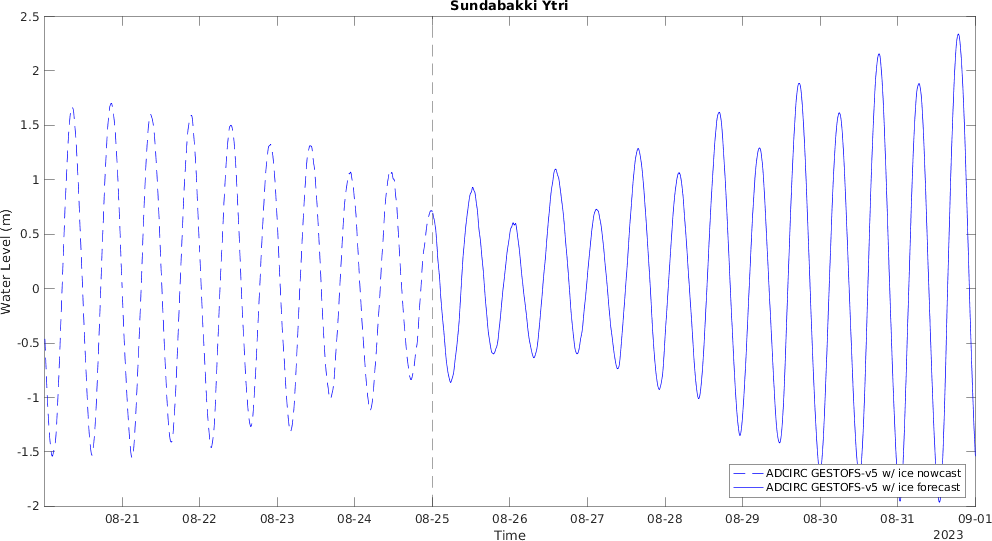 Sundabakki Ytri
2.5
2
1.5
1
0.5
0
-0.5
-1
-1.5
-2
Water Level (m)
ADCIRC GESTOFS-v5 w/ ice nowcast
ADCIRC GESTOFS-v5 w/ ice forecast
08-21 08-22 08-23 08-24 08-25 08-26 08-27 08-28 08-29 08-30 08-31 09-01
Time
2023